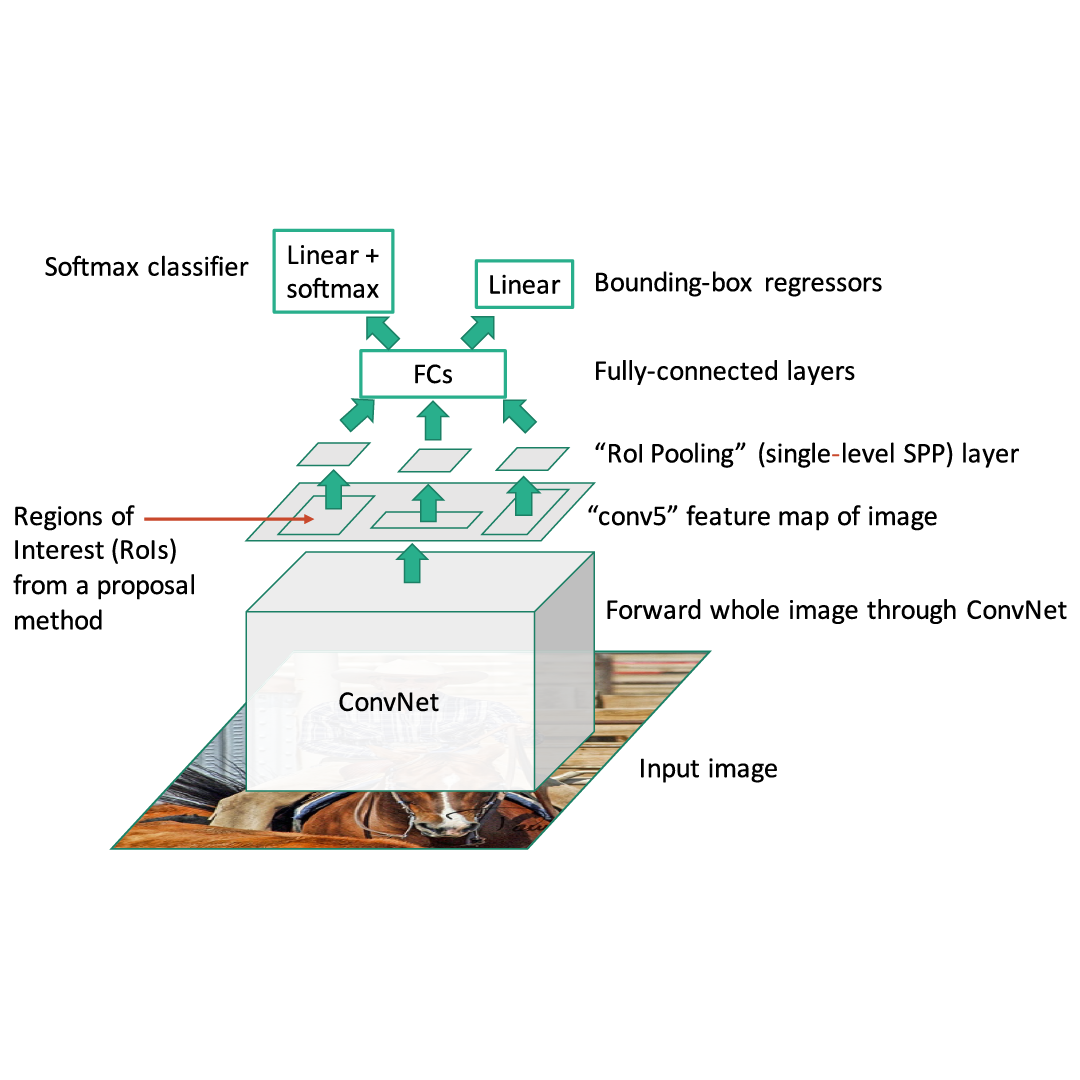 Softmax classifier
Linear +
softmax
Linear
Bounding-box regressors
FCs
Fully-connected layers
“RoI Pooling” (single-level SPP) layer
Regions of
Interest (RoIs)
from a proposal
method
“conv5” feature map of image
Forward whole image through ConvNet
ConvNet
Input image